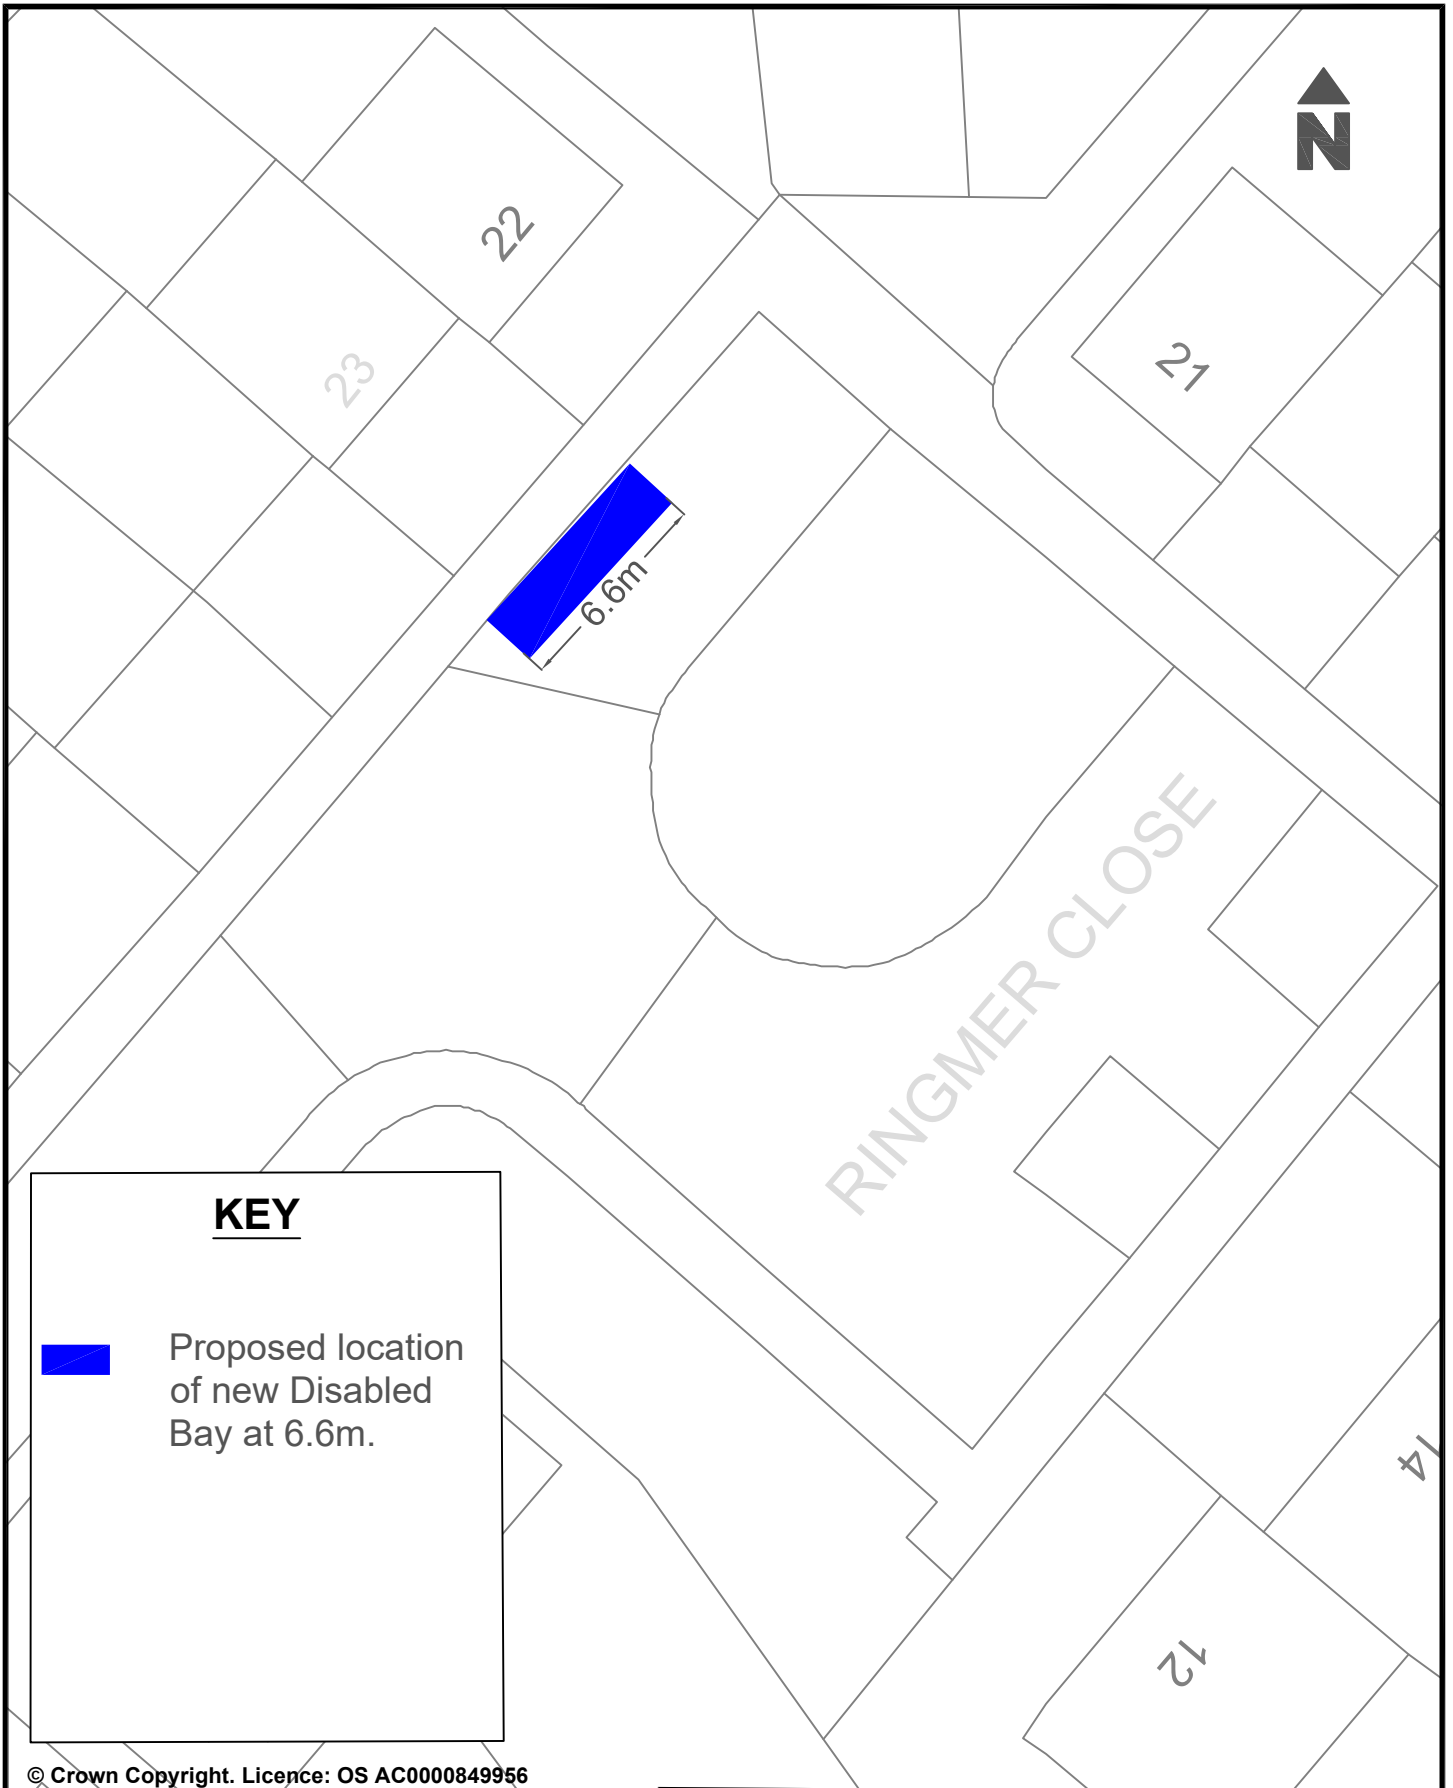 N
22
21
23
6.6m
RINGMER CLOSE
KEY
Proposed location
of new Disabled
Bay at 6.6m.
14
12
© Crown Copyright. Licence: OS AC0000849956